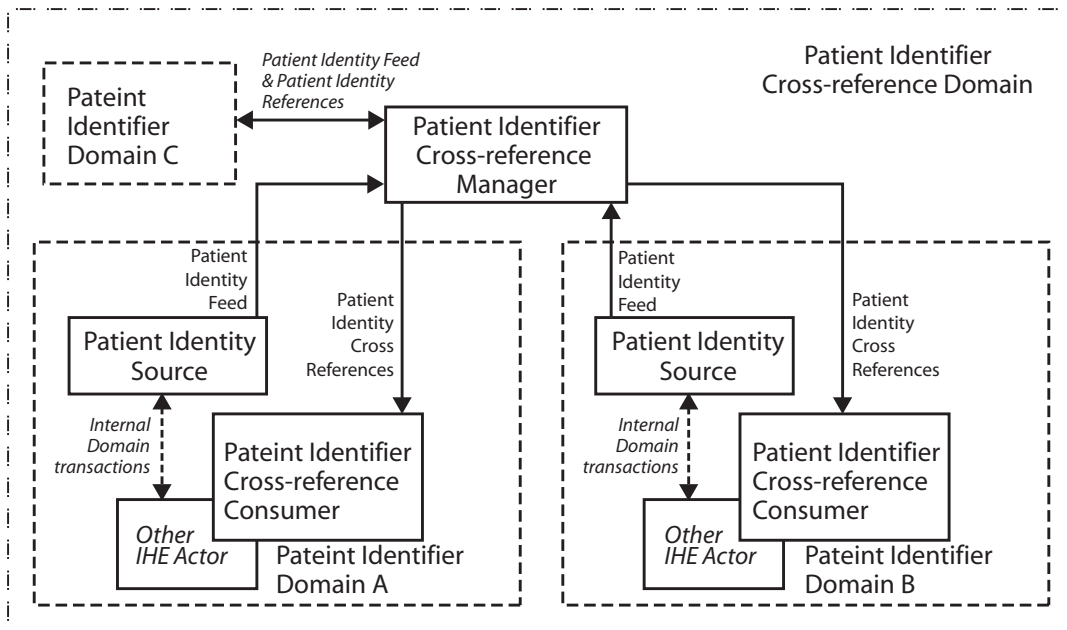 Patient Identifier
Cross-reference Domain
Patient Identity Feed
& Patient Identity
References
Pateint
Identifier
Domain C
Patient Identifier
Cross-reference
Manager
Patient
Identity
Feed
Patient
Identity
Cross
References
Patient Identity
Source
Internal
Domain
transactions
Pateint Identifier
Cross-reference
Consumer
Other
IHE Actor
Pateint Identifier
Domain A
Patient
Identity
Feed
Patient
Identity
Cross
References
Patient Identity
Source
Internal
Domain
transactions
Patient Identifier
Cross-reference
Consumer
Other
IHE Actor
Pateint Identifier
Domain B